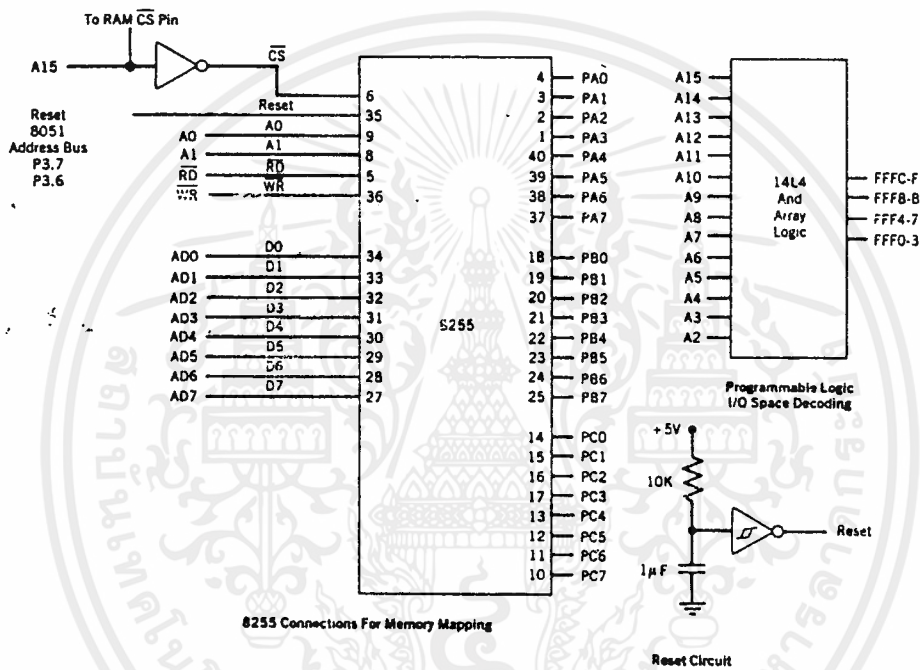 To RAM CS Pin
A15
CS
6
Reset
35
Reset
8051
Address Bus
P3.7
P3.6
A0 A0 9
A1 A1 8
RD RD 5
WR WR 36
AD0 D0 34
AD1 D1 33
AD2 D2 32
AD3 D3 31
AD4 D4 30
AD5 D5 29
AD6 D6 28
AD7 D7 27
8255
4 PA0
3 PA1
2 PA2
1 PA3
40 PA4
39 PA5
38 PA6
37 PA7
18 PB0
19 PB1
20 PB2
21 PB3
22 PB4
23 PB5
24 PB6
25 PB7
14 PC0
15 PC1
16 PC2
17 PC3
13 PC4
12 PC5
11 PC6
10 PC7
8255 Connections For Memory Mapping
A15
A14
A13
A12
A11
A10
A9
A8
A7
A6
A5
A4
A3
A2
14L4
And
Array
Logic
FFFC-F
FFF8-B
FFF4-7
FFF0-3
Programmable Logic
I/O Space Decoding
+5V
10K
1µF
Reset
Reset Circuit